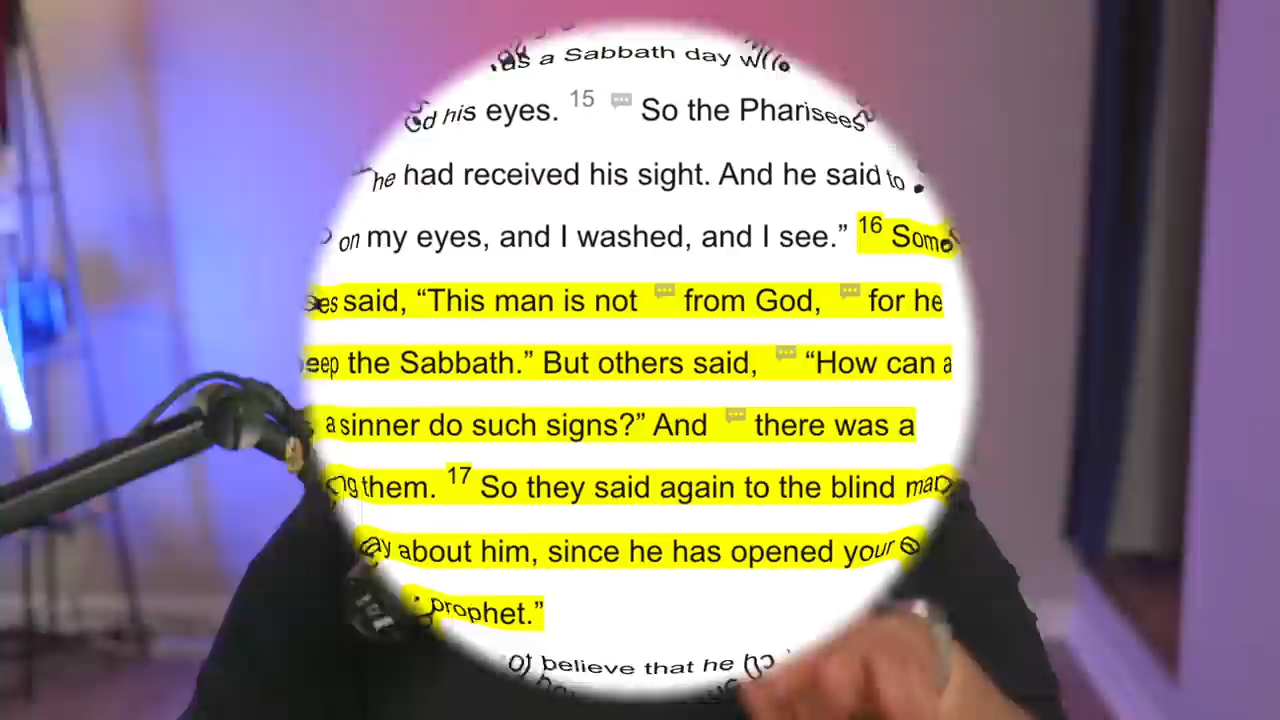 as a Sabbath day
his eyes. 15 So the Pharisees
he had received his sight. And he said to
on my eyes, and I washed, and I see.” 16 Some
said, “This man is not from God, for he
the Sabbath.” But others said, “How can a
a sinner do such signs?” And there was a
them. 17 So they said again to the blind man
about him, since he has opened your
prophet.”
believe that he